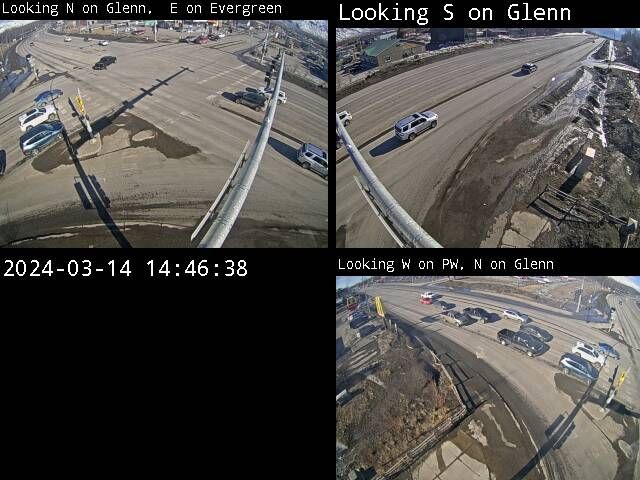 Looking N on Glenn,  E on Evergreen
Looking S on Glenn
2024-03-14 14:46:38
Looking W on PW, N on Glenn